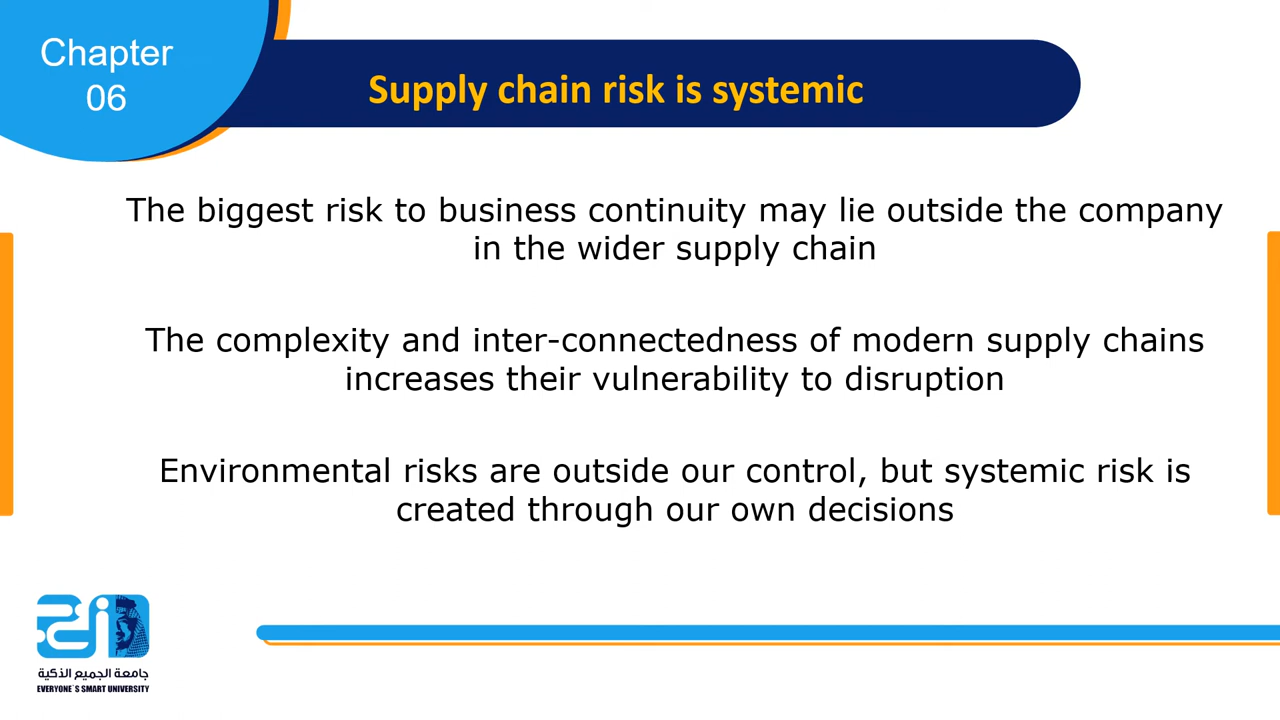 Chapter
06
Supply chain risk is systemic
The biggest risk to business continuity may lie outside the company
in the wider supply chain
The complexity and inter-connectedness of modern supply chains
increases their vulnerability to disruption
Environmental risks are outside our control, but systemic risk is
created through our own decisions
جامعة الجميع الذكية
EVERYONE`S SMART UNIVERSITY